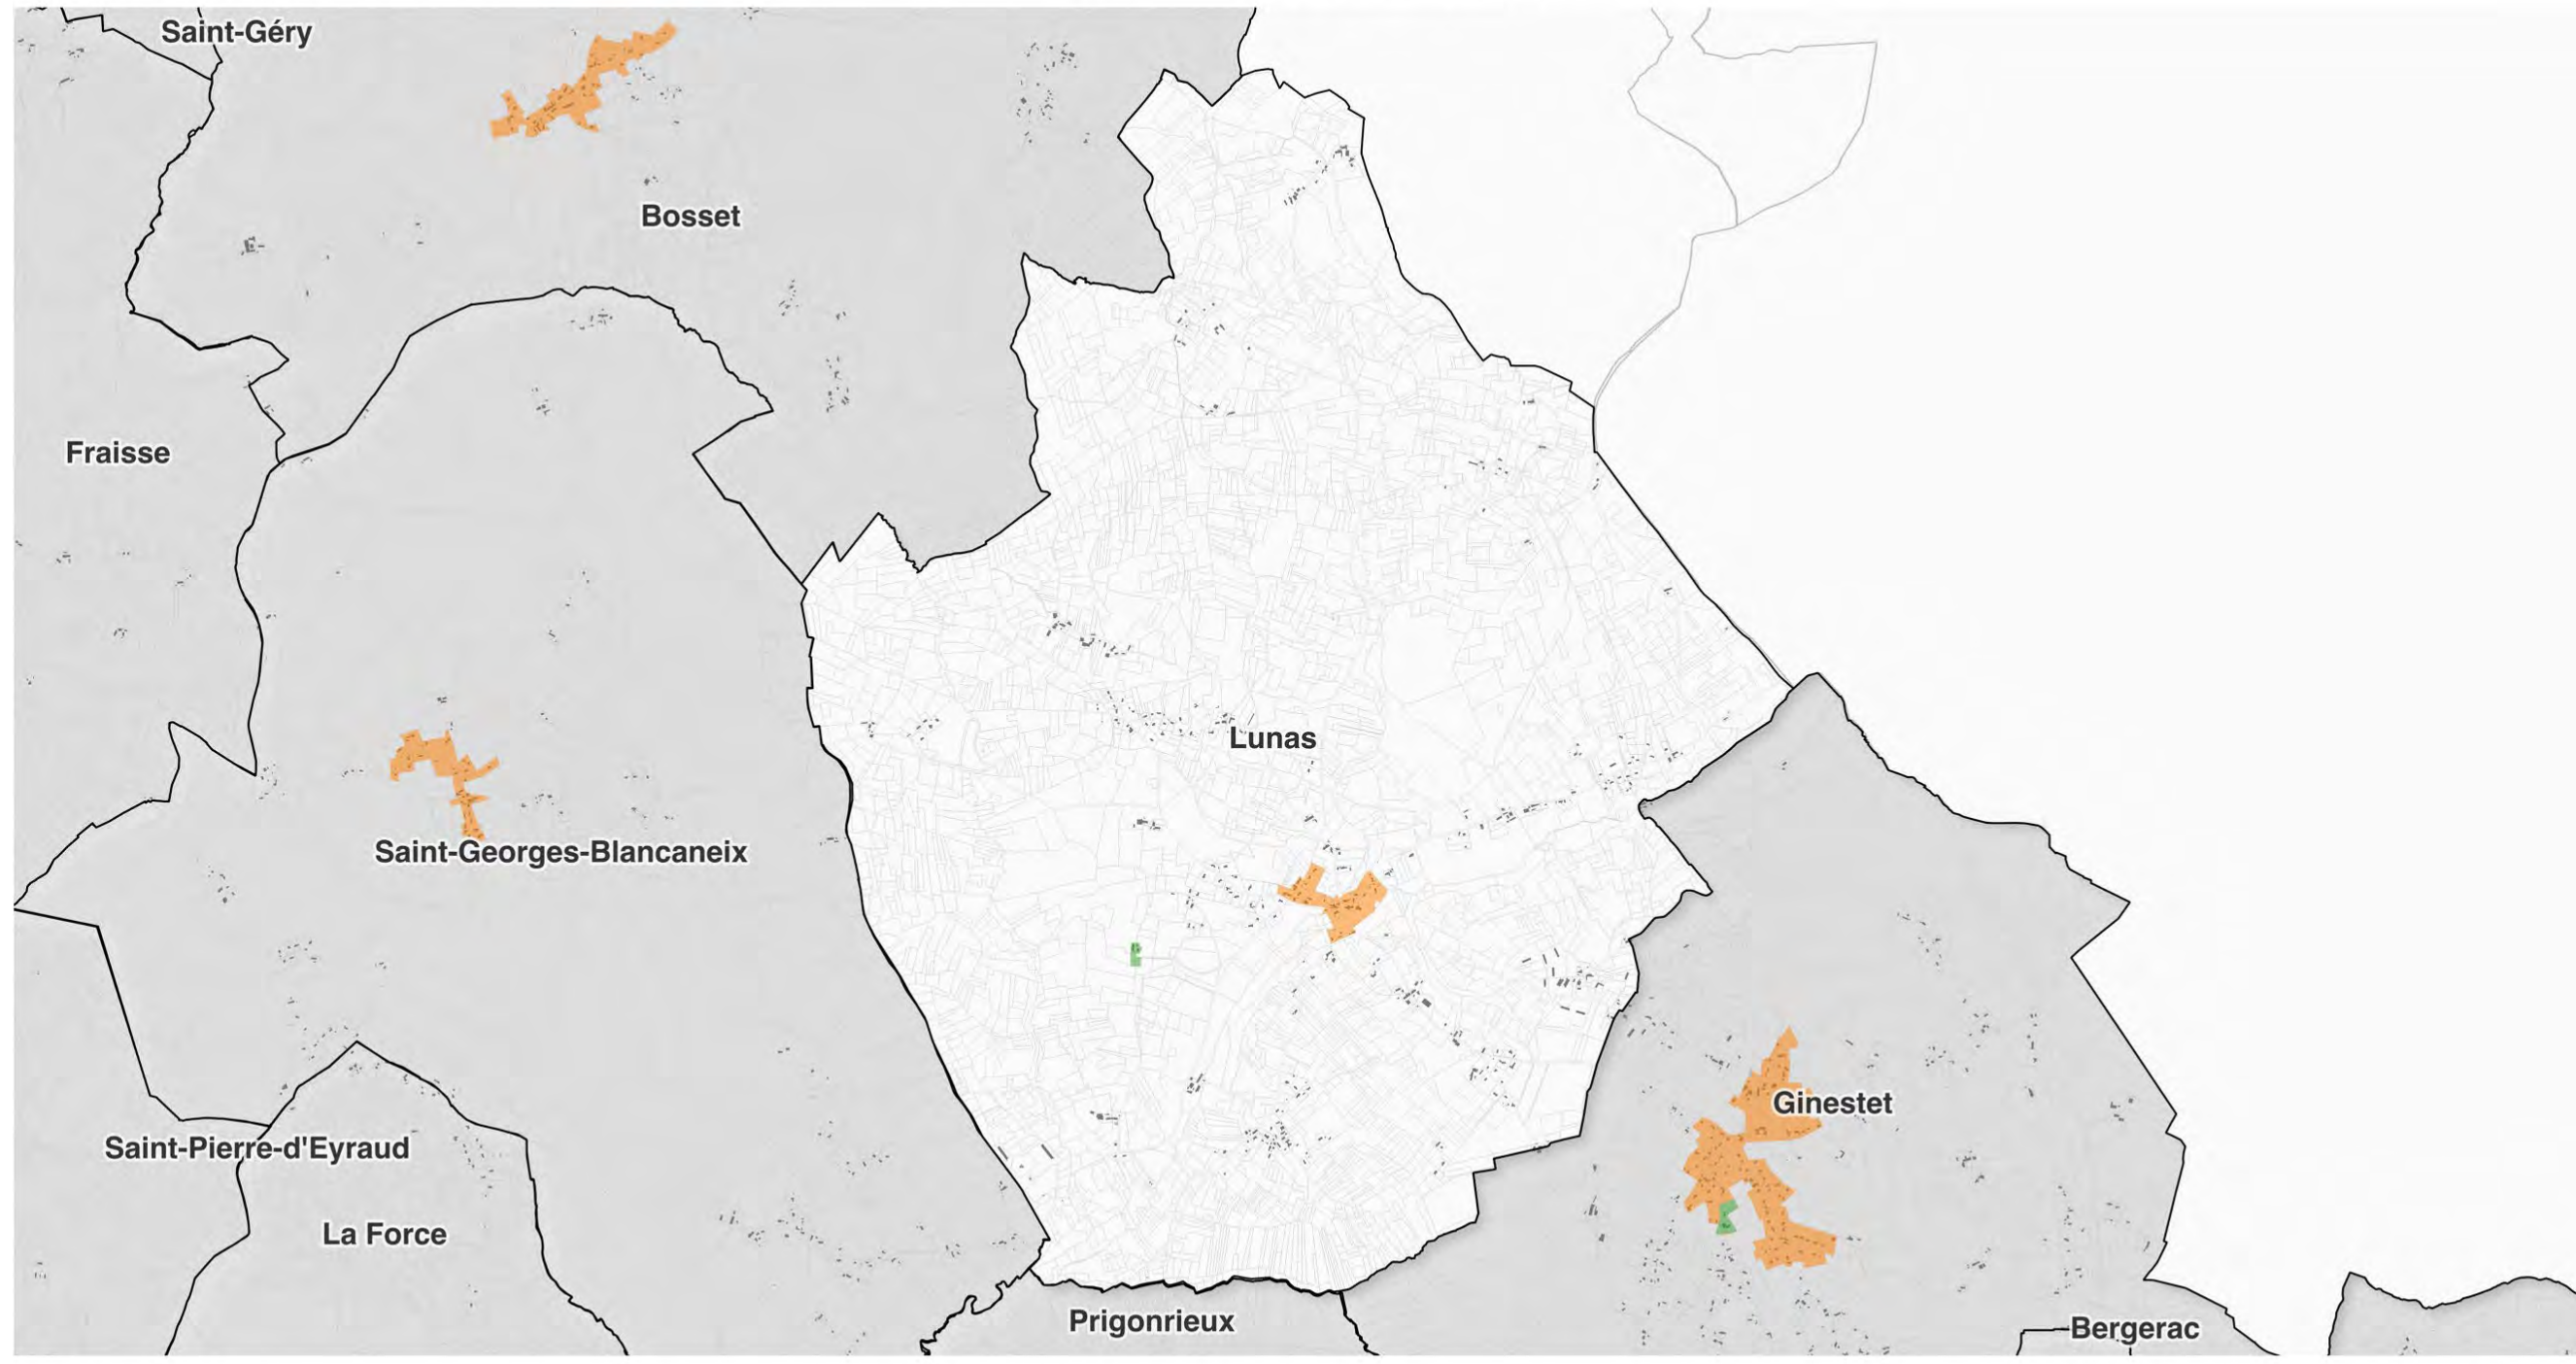 Saint-Géry
Bosset
Fraisse
Lunas
Saint-Georges-Blancaneix
Ginestet
Saint-Pierre-d'Eyraud
La Force
Prigonrieux
Bergerac